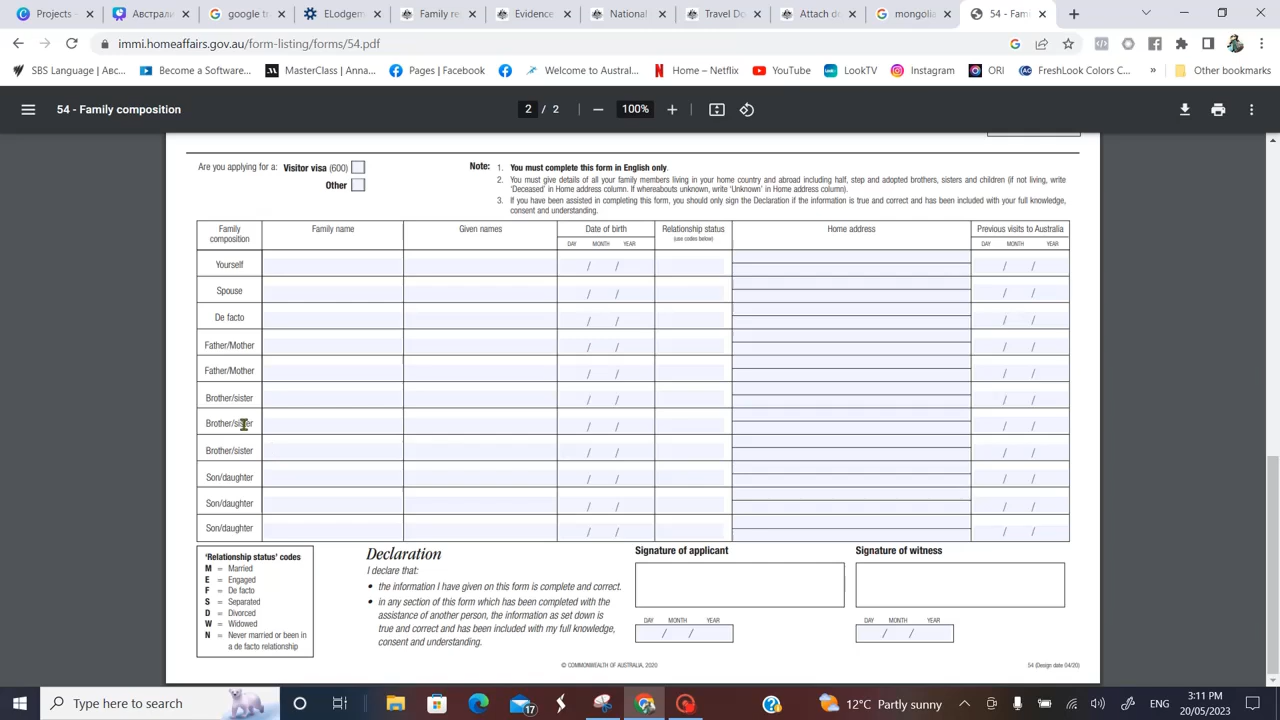 Projects
Авста
ELodgem
Family re
Evidence
National
Travel Do
Attach de
mongolia
54 - Fami
immi.homeaffairs.gov.au/form-listing/forms/54.pdf
SBS Language | Авс...
Become a Software...
MasterClass | Anna...
Pages | Facebook
Welcome to Austral...
Home – Netflix
YouTube
LookTV
Instagram
ORI
FreshLook Colors C...
»
Other bookmarks
54 - Family composition
2 / 2
100%
Are you applying for a: Visitor visa (600)
Other
Note: 1. You must complete this form in English only.
2. You must give details of all your family members living in your home country and abroad including half, step and adopted brothers, sisters and children (if not living, write
'Deceased' in Home address column. If whereabouts unknown, write 'Unknown' in Home address column).
3. If you have been assisted in completing this form, you should only sign the Declaration if the information is true and correct and has been included with your full knowledge,
consent and understanding.
Family composition
Family name
Given names
Date of birth
DAY MONTH YEAR
Relationship status
(use codes below)
Home address
Previous visits to Australia
DAY MONTH YEAR
Yourself / / / /
Spouse / / / /
De facto / / / /
Father/Mother / / / /
Father/Mother / / / /
Brother/sister / / / /
Brother/sister / / / /
Brother/sister / / / /
Son/daughter / / / /
Son/daughter / / / /
Son/daughter / / / /
'Relationship status' codes
M = Married
E = Engaged
F = De facto
S = Separated
D = Divorced
W = Widowed
N = Never married or been in
a de facto relationship
Declaration
I declare that:
• the information I have given on this form is complete and correct.
• in any section of this form which has been completed with the
assistance of another person, the information as set down is
true and correct and has been included with my full knowledge,
consent and understanding.
Signature of applicant
DAY MONTH YEAR
/ /
Signature of witness
DAY MONTH YEAR
/ /
© COMMONWEALTH OF AUSTRALIA, 2020
54 (Design date 04/20)
Type here to search
17
12°C Partly sunny
ENG
3:11 PM
20/05/2023